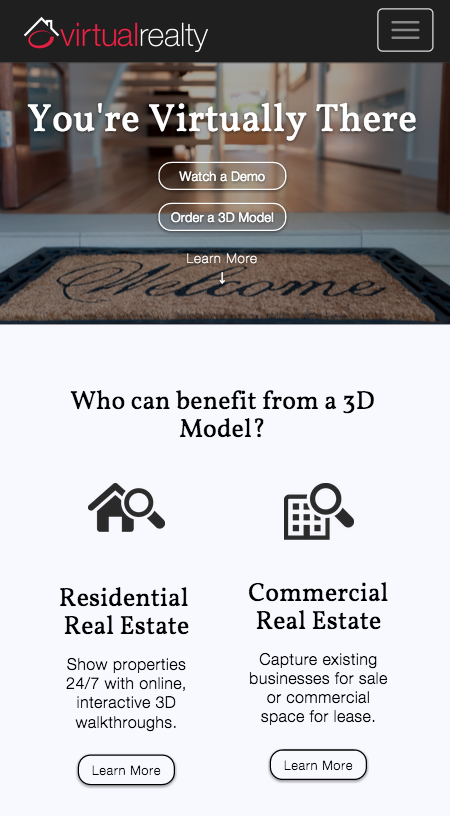 virtualrealty
You're Virtually There
Watch a Demo
Order a 3D Model
Learn More
↓
Welcome
Who can benefit from a 3D
Model?
Residential
Real Estate
Show properties
24/7 with online,
interactive 3D
walkthroughs.
Learn More
Commercial
Real Estate
Capture existing
businesses for sale
or commercial
space for lease.
Learn More